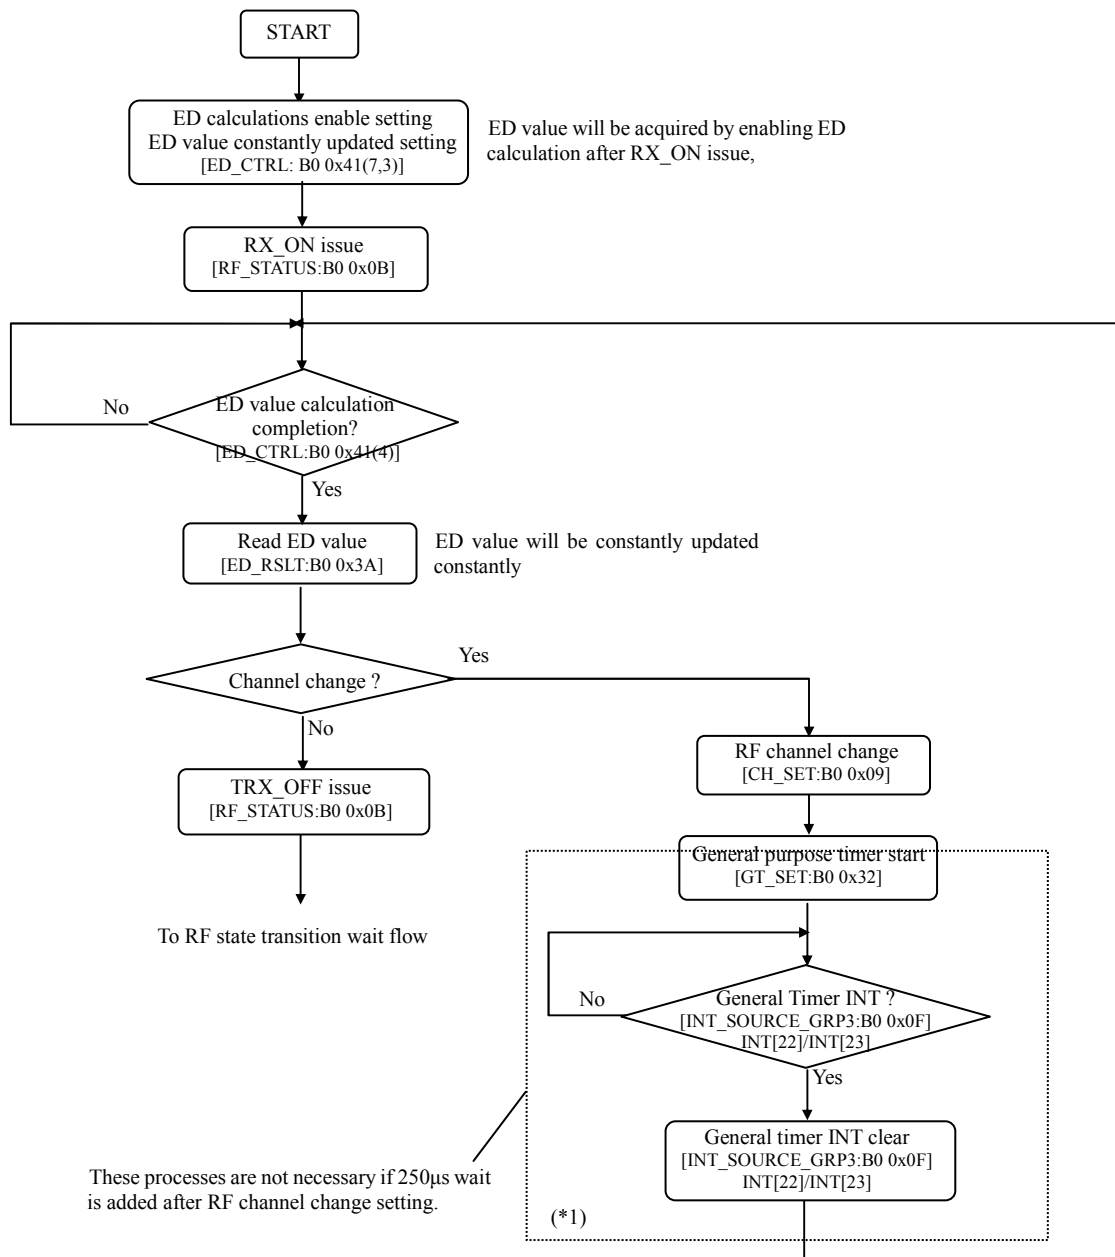 START
ED calculations enable setting
ED value constantly updated setting
[ED_CTRL: B0 0x41(7,3)]
ED value will be acquired by enabling ED
calculation after RX_ON issue,
RX_ON issue
[RF_STATUS:B0 0x0B]
No
ED value calculation
completion?
[ED_CTRL:B0 0x41(4)]
Yes
Read ED value
[ED_RSLT:B0 0x3A]
ED value will be constantly updated
constantly
Yes
Channel change ?
No
RF channel change
[CH_SET:B0 0x09]
TRX_OFF issue
[RF_STATUS:B0 0x0B]
General purpose timer start
[GT_SET:B0 0x32]
To RF state transition wait flow
No
General Timer INT ?
[INT_SOURCE_GRP3:B0 0x0F]
INT[22]/INT[23]
Yes
General timer INT clear
[INT_SOURCE_GRP3:B0 0x0F]
INT[22]/INT[23]
These processes are not necessary if 250μs wait
is added after RF channel change setting.
(*1)